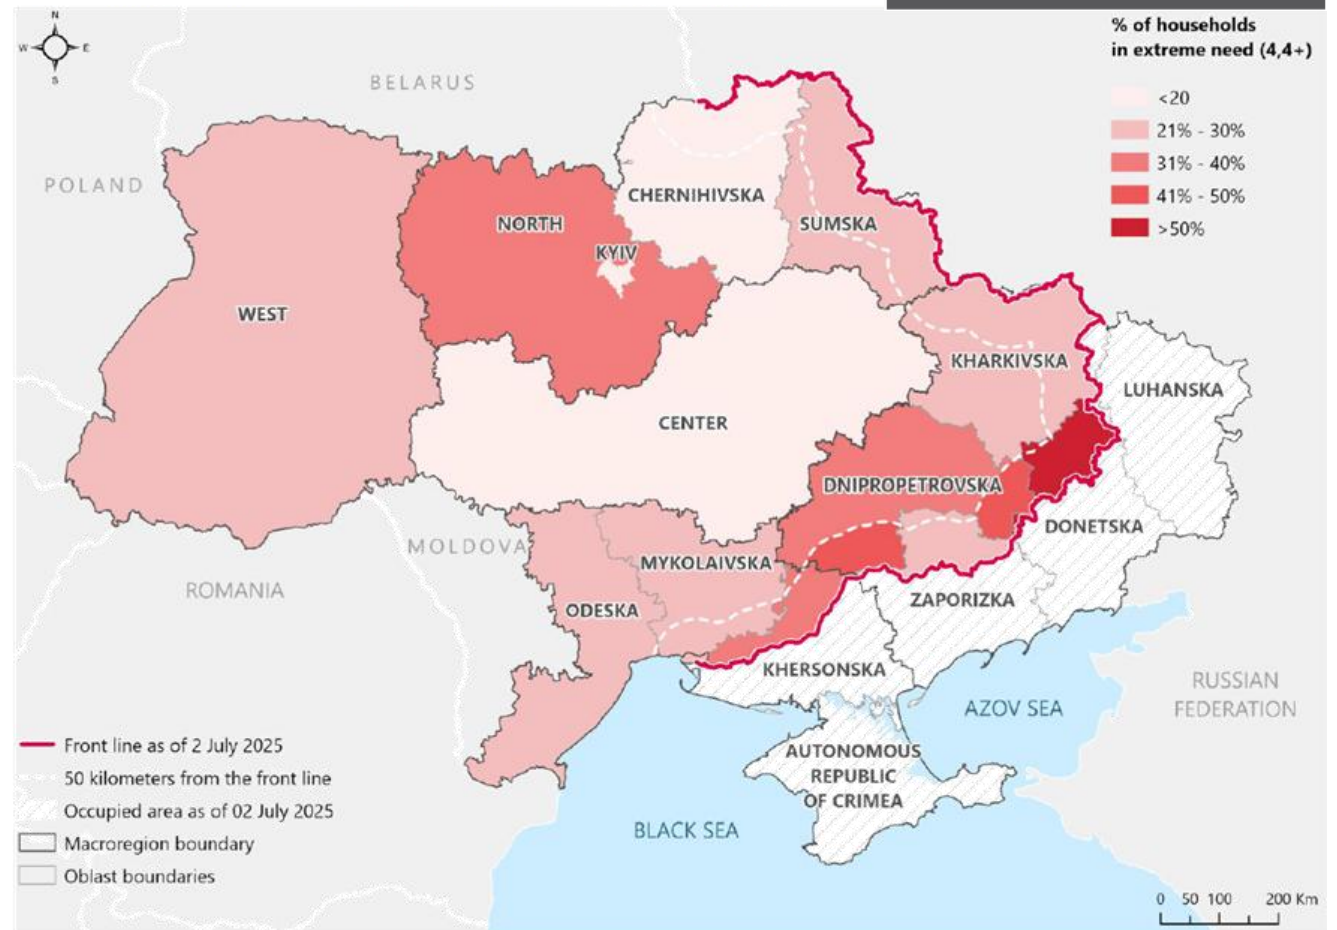 % of households
in extreme need (4,4+)
<20
21% - 30%
31% - 40%
41% - 50%
>50%
N
W
E
S
BELARUS
POLAND
CHERNIHIVSKA
NORTH
SUMSKA
KYIV
WEST
KHARKIVSKA
LUHANSKA
CENTER
DNIPROPETROVSKA
DONETSKA
MOLDOVA
MYKOLAIVSKA
ROMANIA
ODESKA
ZAPORIZKA
KHERSONSKA
RUSSIAN
FEDERATION
AZOV SEA
AUTONOMOUS
REPUBLIC
OF CRIMEA
BLACK SEA
Front line as of 2 July 2025
50 kilometers from the front line
Occupied area as of 02 July 2025
Macroregion boundary
Oblast boundaries
0 50 100 200 Km